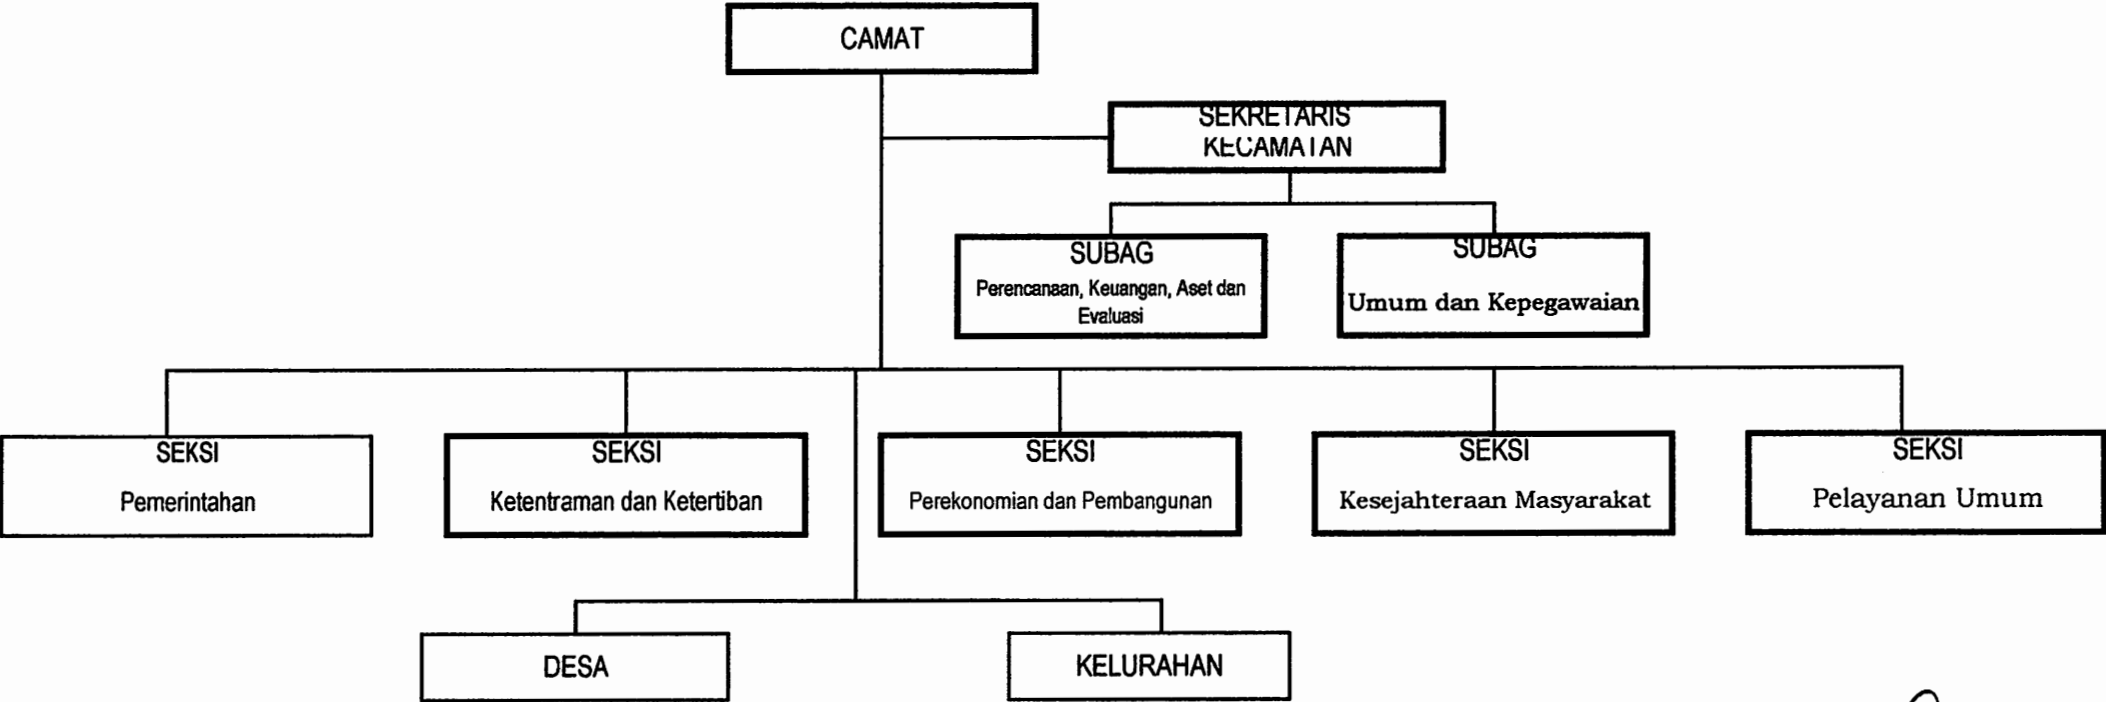 CAMAT
SEKRETARIS
KECAMATAN
SUBAG
Perencanaan, Keuangan, Aset dan
Evaluasi
SUBAG
Umum dan Kepegawaian
SEKSI
Pemerintahan
SEKSI
Ketentraman dan Ketertiban
SEKSI
Perekonomian dan Pembangunan
SEKSI
Kesejahteraan Masyarakat
SEKSI
Pelayanan Umum
DESA
KELURAHAN